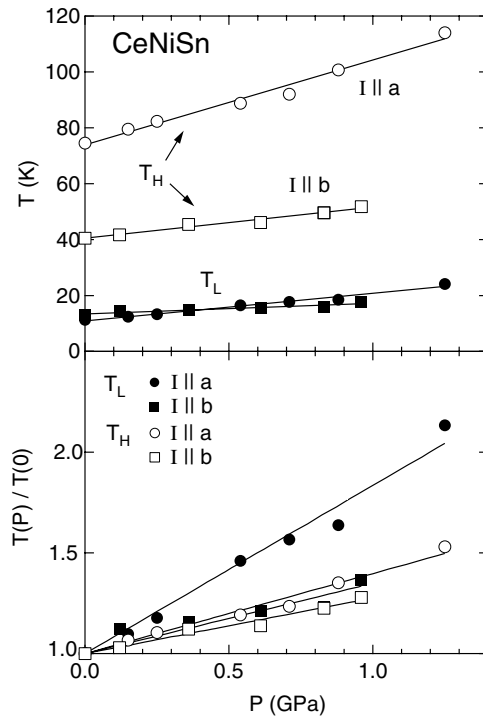 120
CeNiSn
100
I || a
80
T_H
T (K)
60
I || b
40
T_L
20
0
T_L
I || a
I || b
T_H
I || a
I || b
2.0
T(P) / T(0)
1.5
1.0
0.0
0.5
1.0
P (GPa)